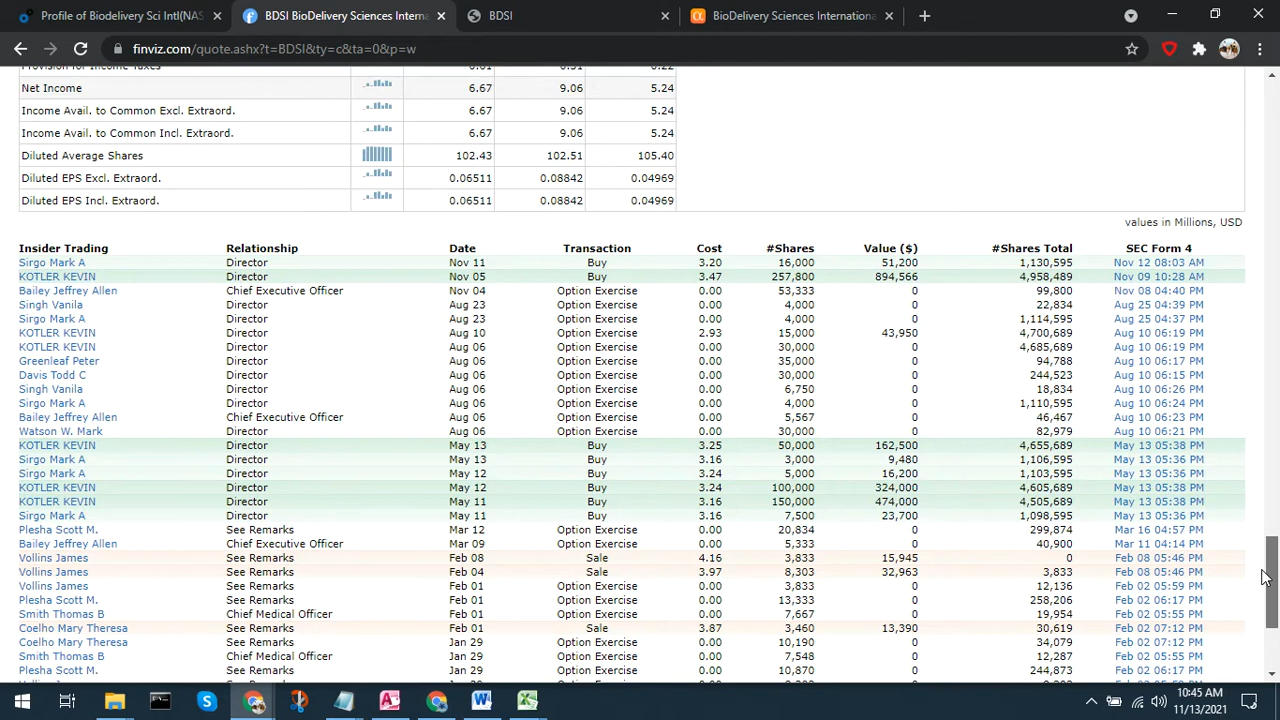 Profile of Biodelivery Sci Intl(NAS
BDSI BioDelivery Sciences Intern
BDSI
BioDelivery Sciences Internationa
finviz.com/quote.ashx?t=BDSI&ty=c&ta=0&p=w
Provision for Income Taxes
Net Income 6.67 9.06 5.24
Income Avail. to Common Excl. Extraord. 6.67 9.06 5.24
Income Avail. to Common Incl. Extraord. 6.67 9.06 5.24
Diluted Average Shares 102.43 102.51 105.40
Diluted EPS Excl. Extraord. 0.06511 0.08842 0.04969
Diluted EPS Incl. Extraord. 0.06511 0.08842 0.04969
values in Millions, USD
Insider Trading Relationship Date Transaction Cost #Shares Value ($) #Shares Total SEC Form 4
Sirgo Mark A Director Nov 11 Buy 3.20 16,000 51,200 1,130,595 Nov 12 08:03 AM
KOTLER KEVIN Director Nov 05 Buy 3.47 257,800 894,566 4,958,489 Nov 09 10:28 AM
Bailey Jeffrey Allen Chief Executive Officer Nov 04 Option Exercise 0.00 53,333 0 99,800 Nov 08 04:40 PM
Singh Vanila Director Aug 23 Option Exercise 0.00 4,000 0 22,834 Aug 25 04:39 PM
Sirgo Mark A Director Aug 23 Option Exercise 0.00 4,000 0 1,114,595 Aug 25 04:37 PM
KOTLER KEVIN Director Aug 10 Option Exercise 2.93 15,000 43,950 4,700,689 Aug 10 06:19 PM
KOTLER KEVIN Director Aug 06 Option Exercise 0.00 30,000 0 4,685,689 Aug 10 06:19 PM
Greenleaf Peter Director Aug 06 Option Exercise 0.00 35,000 0 94,788 Aug 10 06:17 PM
Davis Todd C Director Aug 06 Option Exercise 0.00 30,000 0 244,523 Aug 10 06:15 PM
Singh Vanila Director Aug 06 Option Exercise 0.00 6,750 0 18,834 Aug 10 06:26 PM
Sirgo Mark A Director Aug 06 Option Exercise 0.00 4,000 0 1,110,595 Aug 10 06:24 PM
Bailey Jeffrey Allen Chief Executive Officer Aug 06 Option Exercise 0.00 5,567 0 46,467 Aug 10 06:23 PM
Watson W. Mark Director Aug 06 Option Exercise 0.00 30,000 0 82,979 Aug 10 06:21 PM
KOTLER KEVIN Director May 13 Buy 3.25 50,000 162,500 4,655,689 May 13 05:38 PM
Sirgo Mark A Director May 13 Buy 3.16 3,000 9,480 1,106,595 May 13 05:36 PM
Sirgo Mark A Director May 12 Buy 3.24 5,000 16,200 1,103,595 May 13 05:36 PM
KOTLER KEVIN Director May 12 Buy 3.24 100,000 324,000 4,605,689 May 13 05:38 PM
KOTLER KEVIN Director May 11 Buy 3.16 150,000 474,000 4,505,689 May 13 05:38 PM
Sirgo Mark A Director May 11 Buy 3.16 7,500 23,700 1,098,595 May 13 05:36 PM
Plesha Scott M. See Remarks Mar 12 Option Exercise 0.00 20,834 0 299,874 Mar 16 04:57 PM
Bailey Jeffrey Allen Chief Executive Officer Mar 09 Option Exercise 0.00 5,333 0 40,900 Mar 11 04:14 PM
Vollins James See Remarks Feb 08 Sale 4.16 3,833 15,945 0 Feb 08 05:46 PM
Vollins James See Remarks Feb 04 Sale 3.97 8,303 32,963 3,833 Feb 08 05:46 PM
Vollins James See Remarks Feb 01 Option Exercise 0.00 3,833 0 12,136 Feb 02 05:59 PM
Plesha Scott M. See Remarks Feb 01 Option Exercise 0.00 13,333 0 258,206 Feb 02 06:17 PM
Smith Thomas B Chief Medical Officer Feb 01 Option Exercise 0.00 7,667 0 19,954 Feb 02 05:55 PM
Coelho Mary Theresa See Remarks Feb 01 Sale 3.87 3,460 13,390 30,619 Feb 02 07:12 PM
Coelho Mary Theresa See Remarks Jan 29 Option Exercise 0.00 10,190 0 34,079 Feb 02 07:12 PM
Smith Thomas B Chief Medical Officer Jan 29 Option Exercise 0.00 7,548 0 12,287 Feb 02 05:55 PM
Plesha Scott M. See Remarks Jan 29 Option Exercise 0.00 10,870 0 244,873 Feb 02 06:17 PM
10:45 AM
11/13/2021